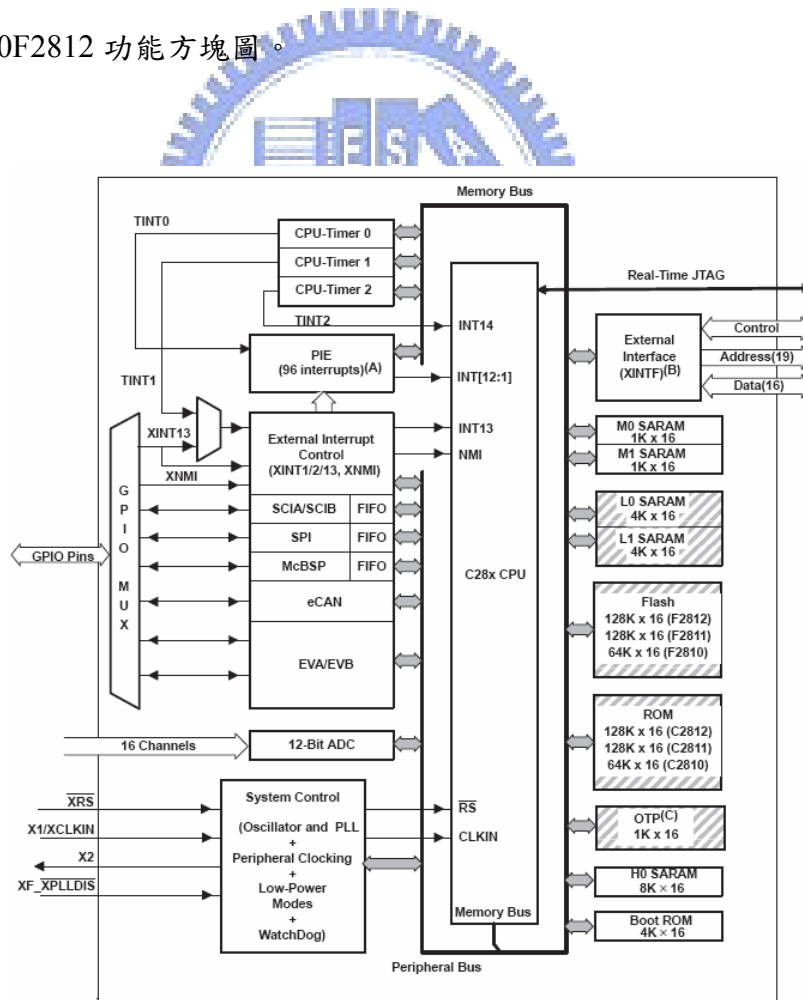 0F2812 功能方塊圖。
ESA
Memory Bus
TINT0
CPU-Timer 0
CPU-Timer 1
CPU-Timer 2
Real-Time JTAG
TINT2
INT14
PIE
(96 interrupts)(A)
INT[12:1]
External
Interface
(XINTF)(B)
Control
Address(19)
Data(16)
TINT1
XINT13
XNMI
External Interrupt
Control
(XINT1/2/13, XNMI)
INT13
NMI
M0 SARAM
1K x 16
M1 SARAM
1K x 16
SCIA/SCIB
FIFO
SPI
FIFO
McBSP
FIFO
eCAN
EVA/EVB
GPIO Pins
GPIO MUX
C28x CPU
L0 SARAM
4K x 16
L1 SARAM
4K x 16
Flash
128K x 16 (F2812)
128K x 16 (F2811)
64K x 16 (F2810)
16 Channels
12-Bit ADC
ROM
128K x 16 (C2812)
128K x 16 (C2811)
64K x 16 (C2810)
XRS
X1/XCLKIN
X2
XF_XPLLDIS
System Control
(Oscillator and PLL
+
Peripheral Clocking
+
Low-Power
Modes
+
WatchDog)
RS
CLKIN
OTP(C)
1K x 16
H0 SARAM
8K × 16
Boot ROM
4K × 16
Memory Bus
Peripheral Bus